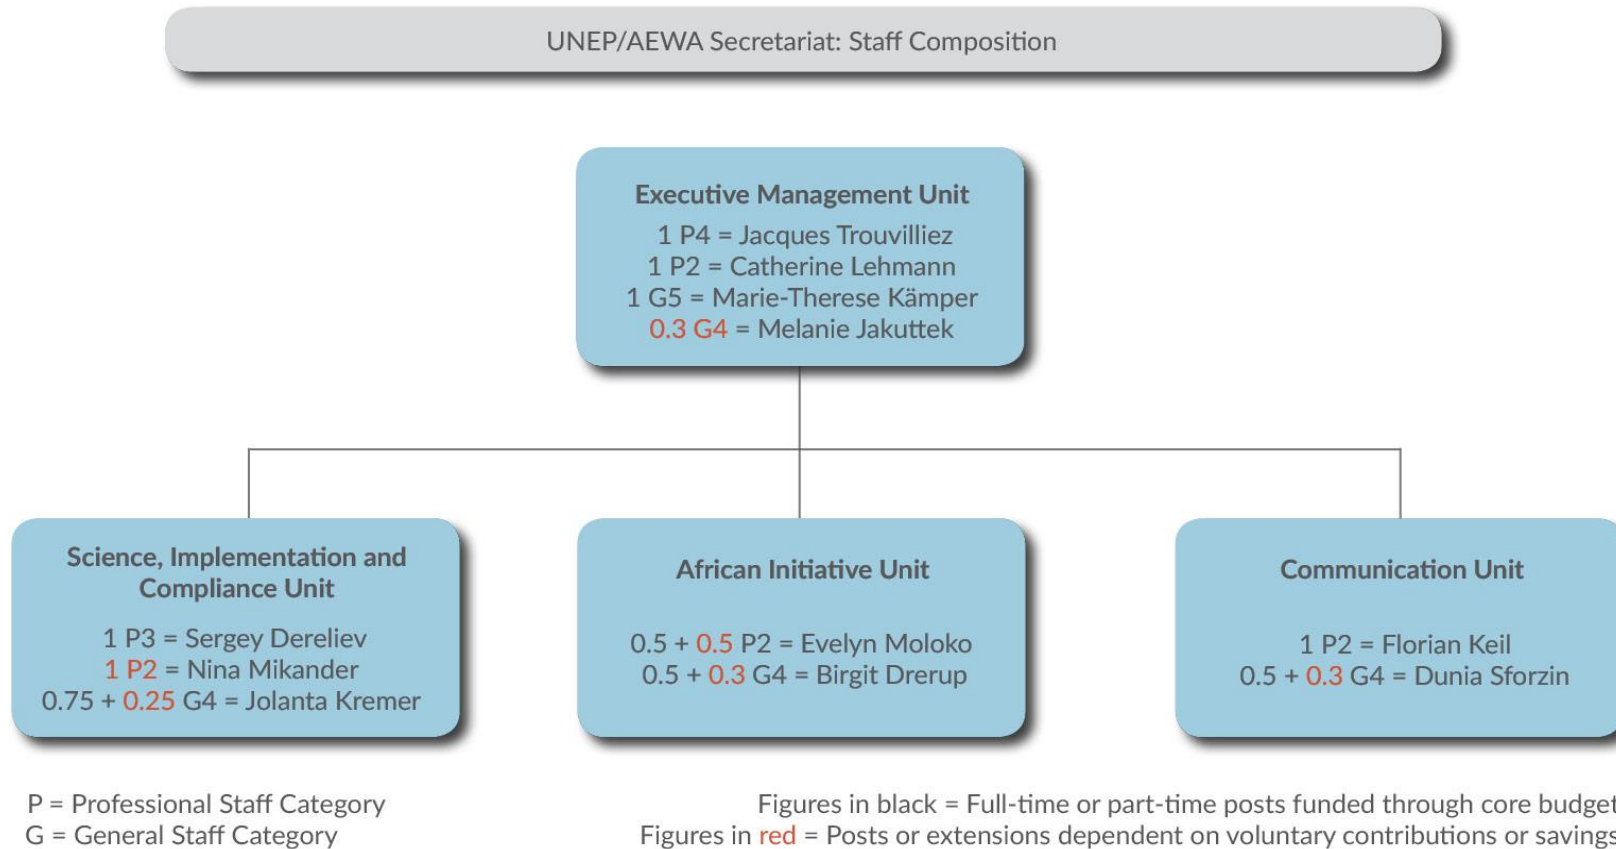 UNEP/AEWA Secretariat: Staff Composition
Executive Management Unit
1 P4 = Jacques Trouvilliez
1 P2 = Catherine Lehmann
1 G5 = Marie-Therese Kämper
0.3 G4 = Melanie Jakuttek
Science, Implementation and
Compliance Unit
1 P3 = Sergey Dereliev
1 P2 = Nina Mikander
0.75 + 0.25 G4 = Jolanta Kremer
African Initiative Unit
0.5 + 0.5 P2 = Evelyn Moloko
0.5 + 0.3 G4 = Birgit Drerup
Communication Unit
1 P2 = Florian Keil
0.5 + 0.3 G4 = Dunia Sforzin
P = Professional Staff Category
G = General Staff Category
Figures in black = Full-time or part-time posts funded through core budget
Figures in red = Posts or extensions dependent on voluntary contributions or savings